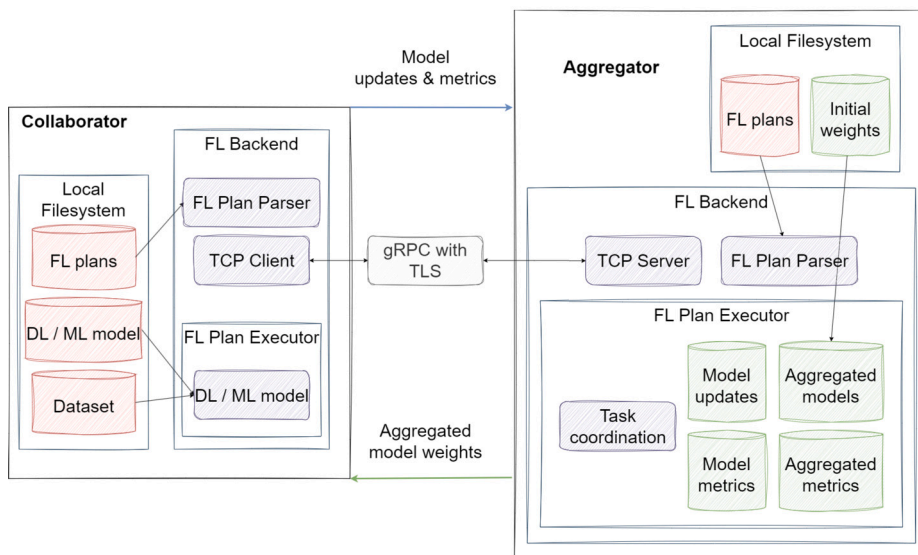 Model
updates & metrics
Collaborator
Local
Filesystem
FL plans
DL / ML model
Dataset
FL Backend
FL Plan Parser
TCP Client
FL Plan Executor
DL / ML model
gRPC with
TLS
Aggregated
model weights
Aggregator
Local Filesystem
FL plans
Initial
weights
FL Backend
TCP Server
FL Plan Parser
FL Plan Executor
Task
coordination
Model
updates
Aggregated
models
Model
metrics
Aggregated
metrics